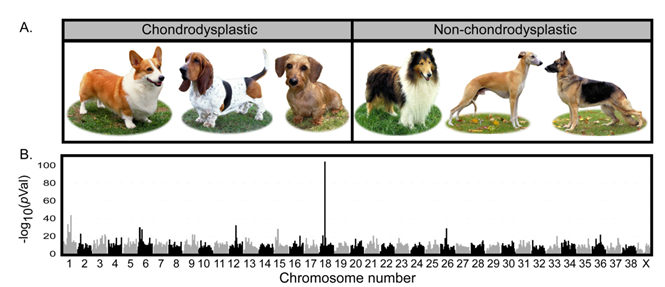 A.
Chondrodysplastic Non-chondrodysplastic
B.
-log10(pVal)
100
80
60
40
20
0
1 2 3 4 5 6 7 8 9 10 11 12 13 14 15 16 17 18 19 20 21 22 23 24 25 26 27 28 29 30 31 32 33 34 35 36 37 38 X
Chromosome number